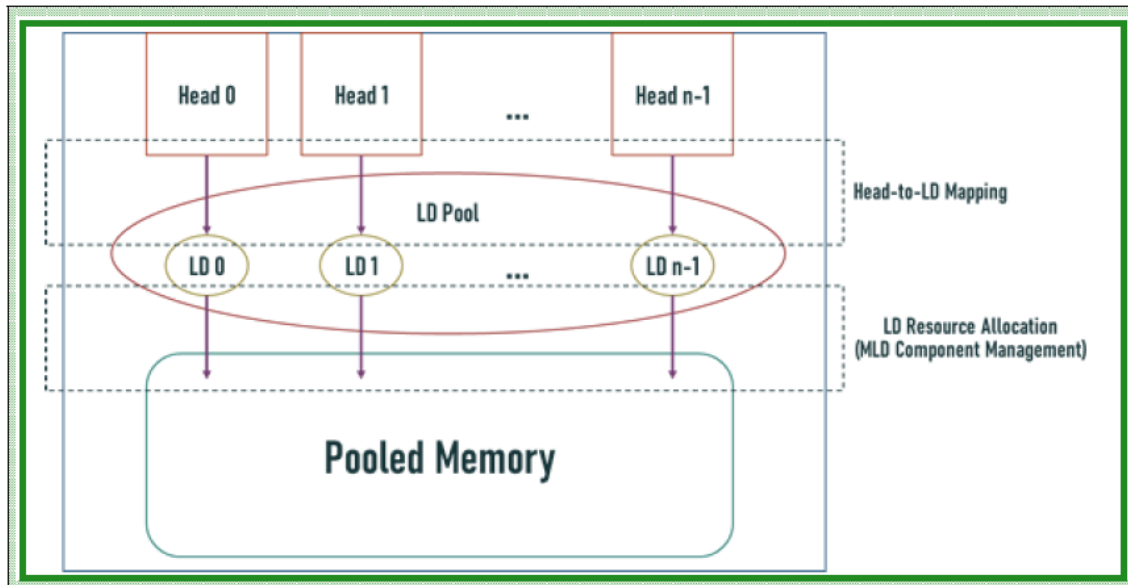 Head 0
Head 1
...
Head n-1
Head-to-LD Mapping
LD Pool
LD 0
LD 1
...
LD n-1
LD Resource Allocation
(MLD Component Management)
Pooled Memory